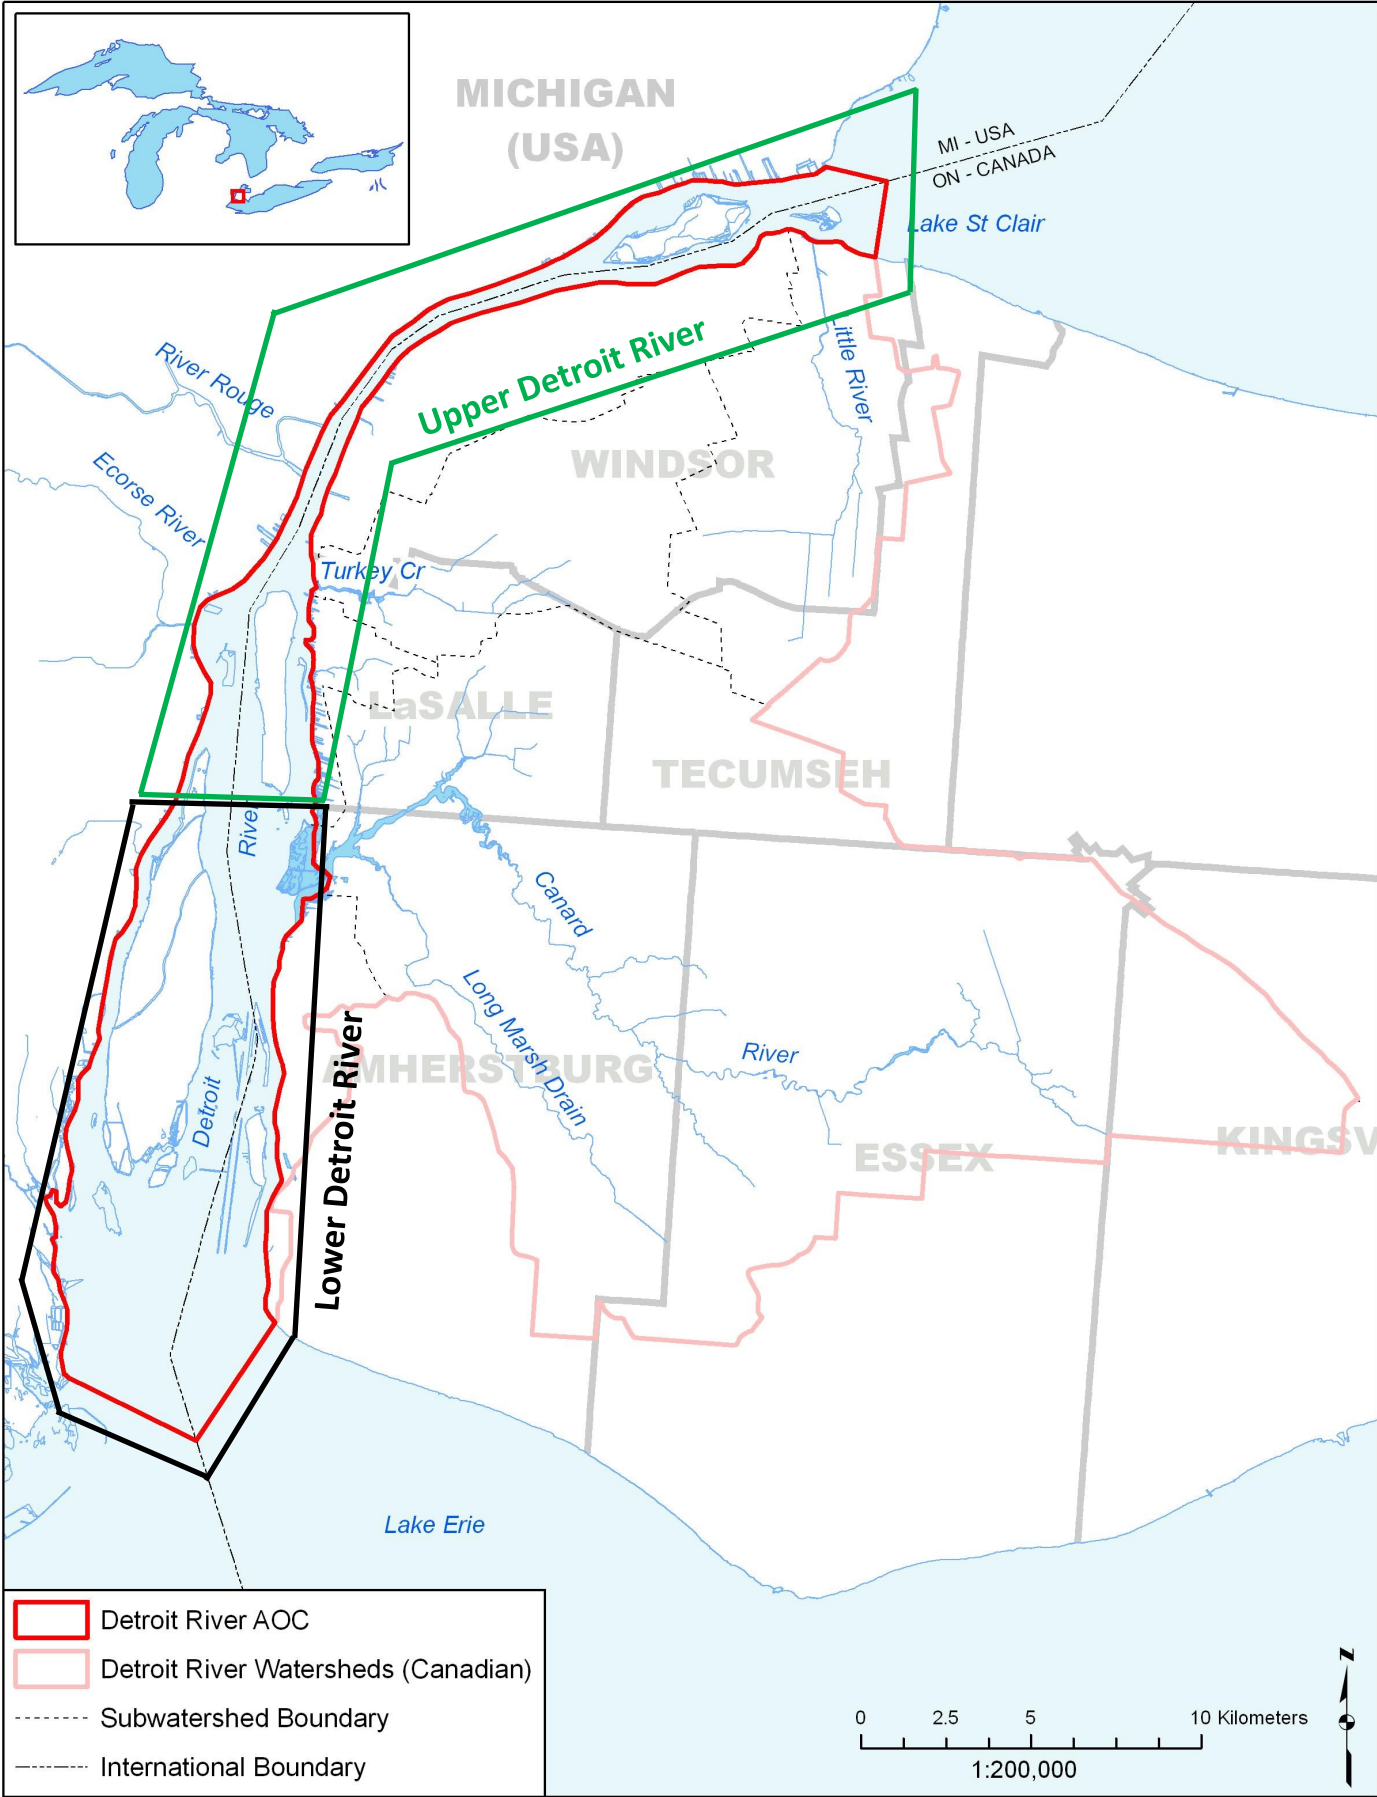 MICHIGAN
(USA)
MI - USA
ON - CANADA
Lake St Clair
River Rouge
Upper Detroit River
Little River
Ecorse River
WINDSOR
Turkey Cr
LaSALLE
TECUMSEH
River
Canard
Long Marsh Drain
River
AMHERSTBURG
Detroit
Lower Detroit River
ESSEX
KINGSV
Lake Erie
Detroit River AOC
Detroit River Watersheds (Canadian)
Subwatershed Boundary
International Boundary
0 2.5 5 10 Kilometers
1:200,000
N